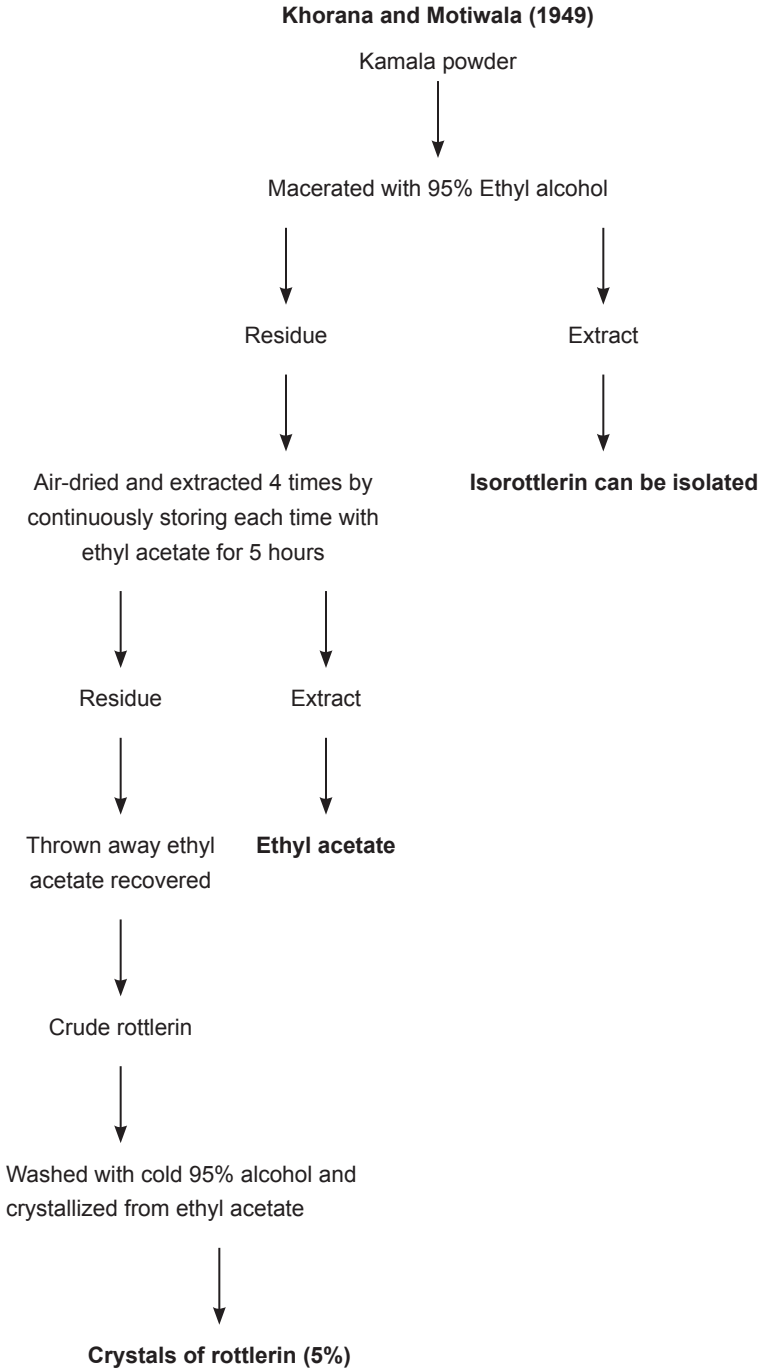 Khorana and Motiwala (1949)
Kamala powder
Macerated with 95% Ethyl alcohol
Residue
Extract
Air-dried and extracted 4 times by
continuously storing each time with
ethyl acetate for 5 hours
Isorottlerin can be isolated
Residue
Extract
Thrown away ethyl
acetate recovered
Ethyl acetate
Crude rottlerin
Washed with cold 95% alcohol and
crystallized from ethyl acetate
Crystals of rottlerin (5%)